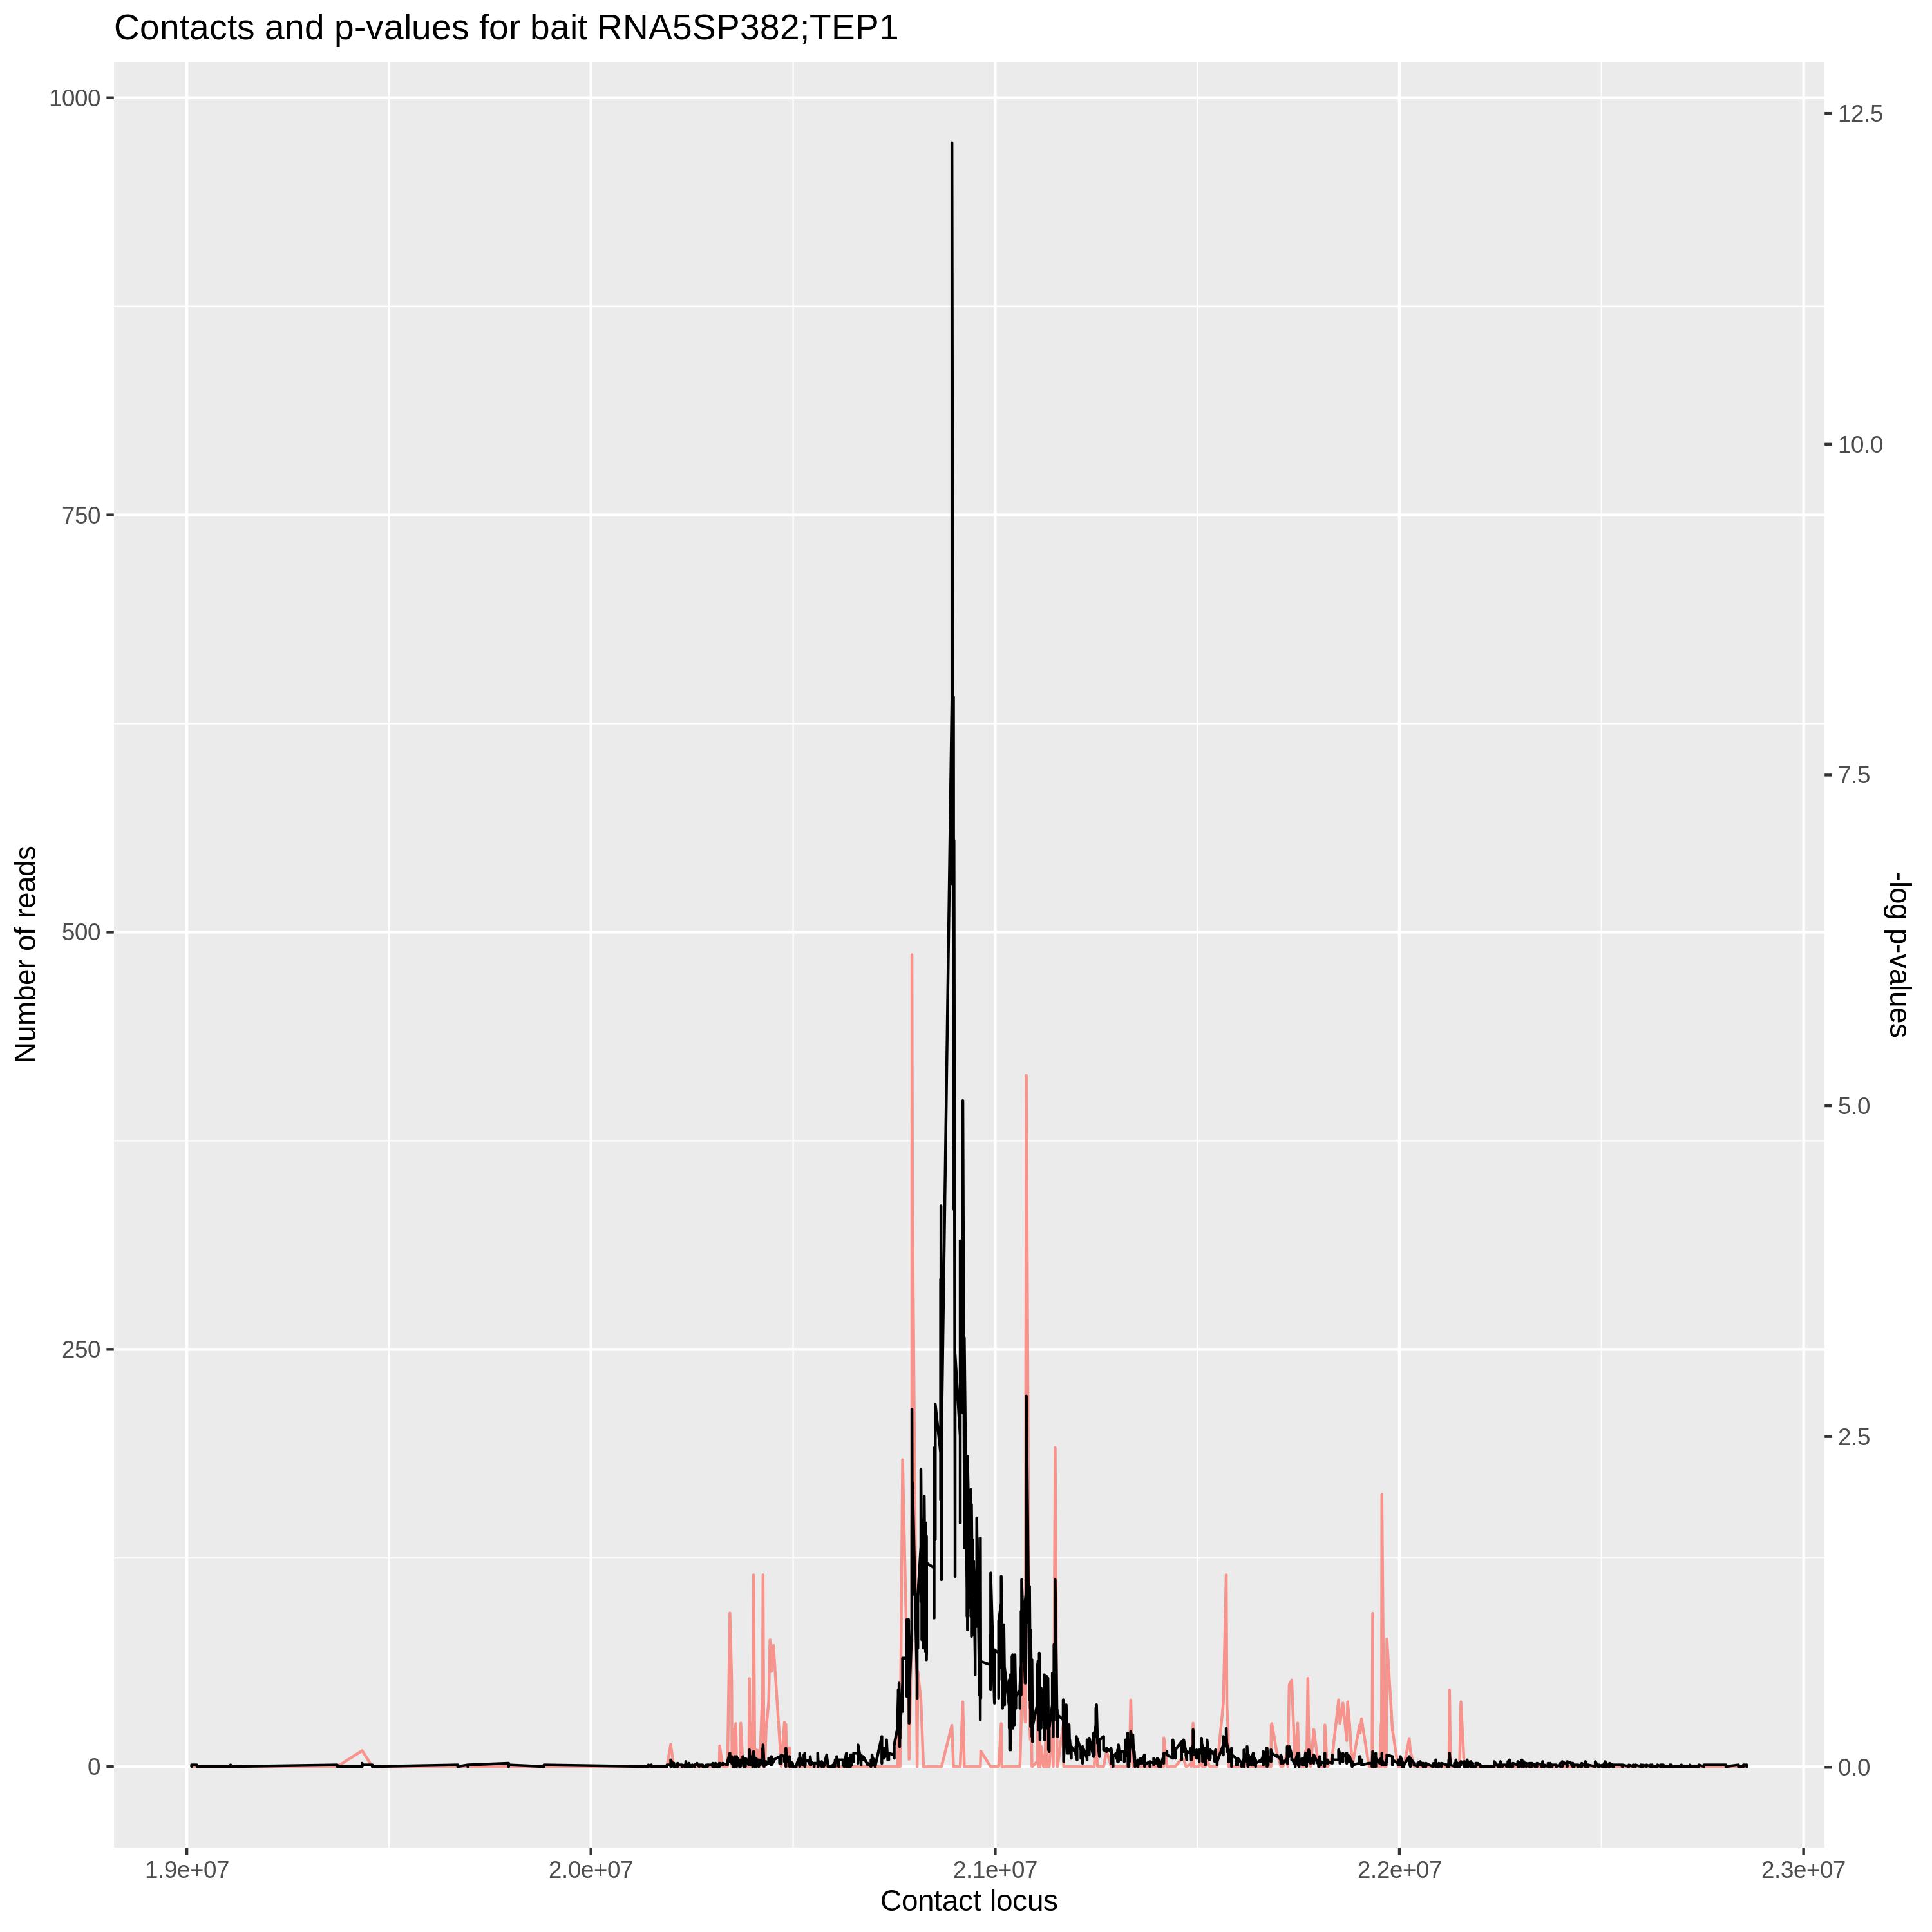 Contacts and p-values for bait RNA5SP382;TEP1
1000
750
500
250
0
Number of reads
12.5
10.0
7.5
5.0
2.5
0.0
-log p-values
1.9e+07
2.0e+07
2.1e+07
2.2e+07
2.3e+07
Contact locus